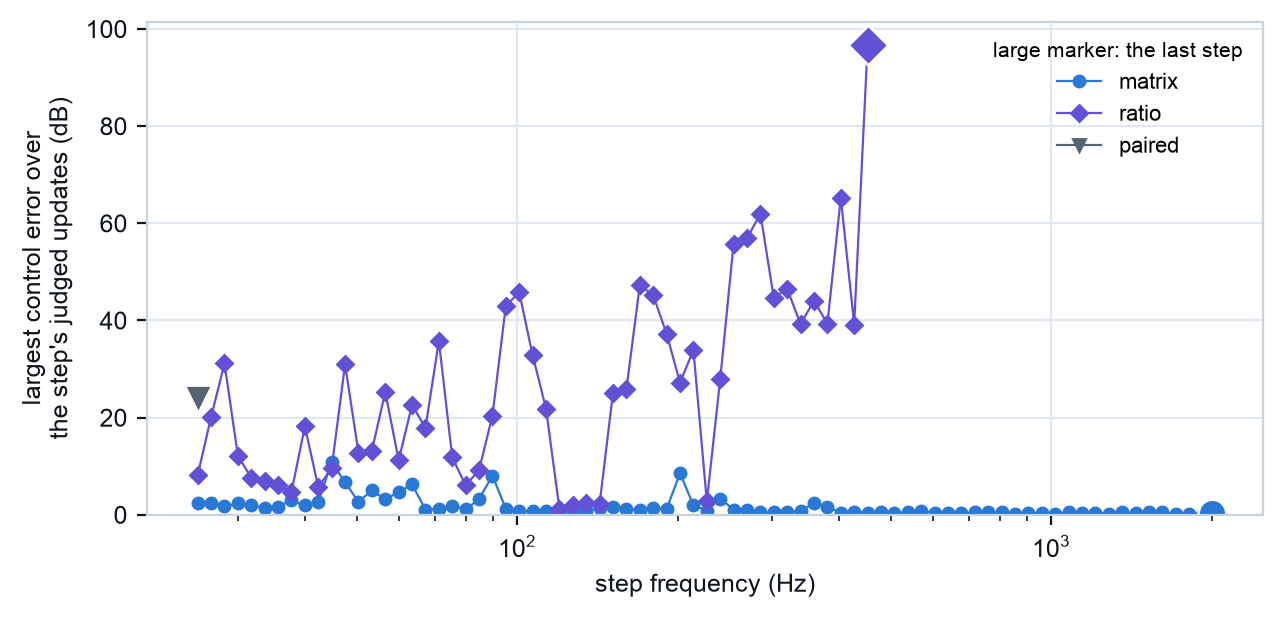 100
80
60
40
20
0
largest control error over
the step's judged updates (dB)
large marker: the last step
matrix
ratio
paired
10²
10³
step frequency (Hz)